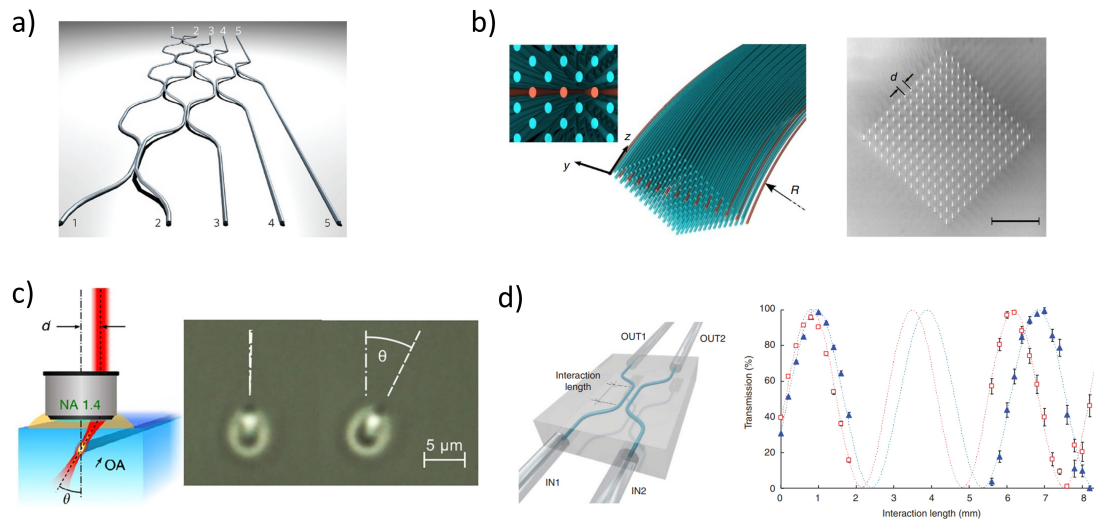 a)
1 2 3 4 5
1 2 3 4 5
b)
z
y
R
d
c)
d
NA 1.4
OA
θ
θ
5 μm
d)
OUT1
OUT2
Interaction
length
IN1
IN2
Transmission (%)
100
80
60
40
20
0
0 1 2 3 4 5 6 7 8
Interaction length (mm)